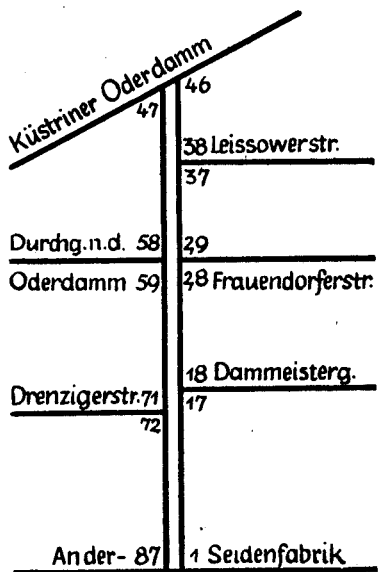 Küstriner Oderdamm
47 46
38 Leissowerstr.
37
Durchg.n.d. 58 29
Oderdamm 59 28 Frauendorferstr.
18 Dammeisterg.
Drenzigerstr. 71 17
72
An der- 87 1 Seidenfabrik